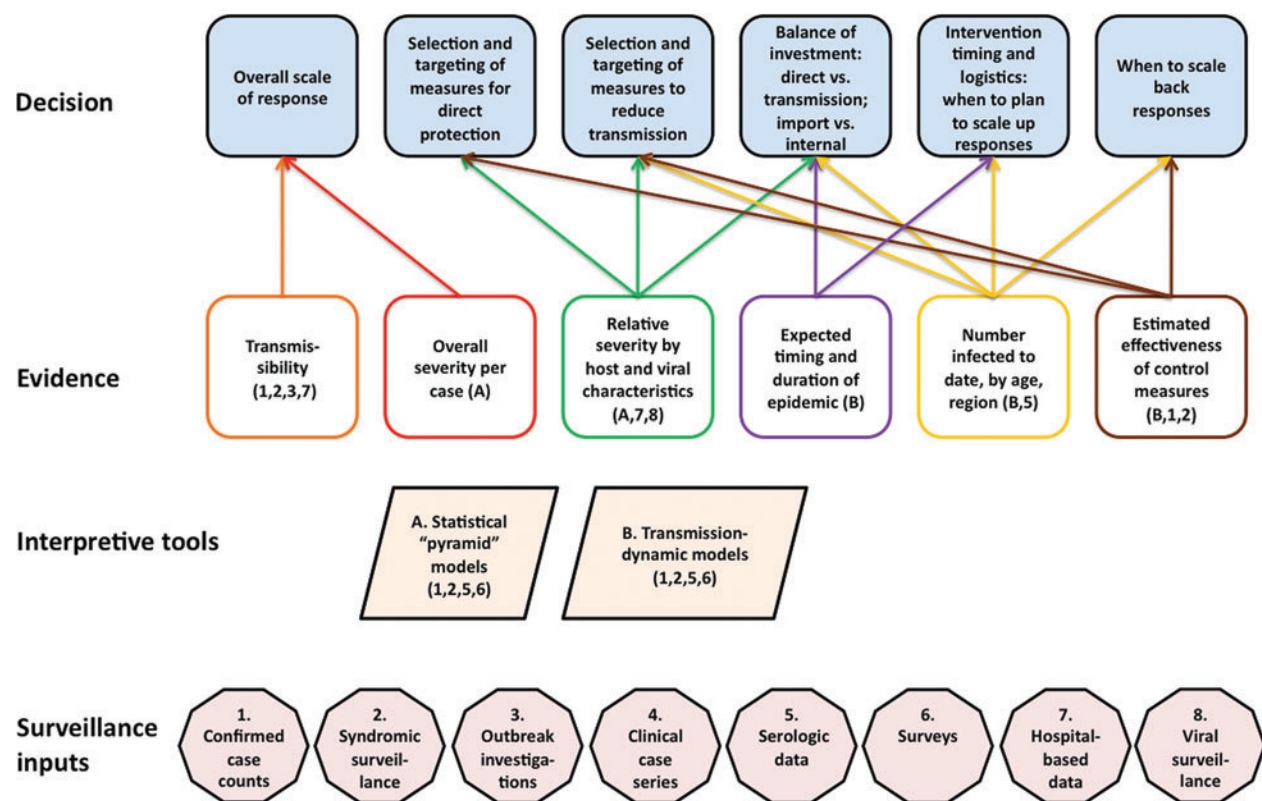 Decision
Overall scale
of response
Selection and
targeting of
measures for
direct
protection
Selection and
targeting of
measures to
reduce
transmission
Balance of
investment:
direct vs.
transmission;
import vs.
internal
Intervention
timing and
logistics:
when to plan
to scale up
responses
When to scale
back
responses
Evidence
Transmis-
sibility
(1,2,3,7)
Overall
severity per
case (A)
Relative
severity by
host and viral
characteristics
(A,7,8)
Expected
timing and
duration of
epidemic (B)
Number
infected to
date, by age,
region (B,5)
Estimated
effectiveness
of control
measures
(B,1,2)
Interpretive tools
A. Statistical
“pyramid”
models
(1,2,5,6)
B. Transmission-
dynamic models
(1,2,5,6)
Surveillance
inputs
1.
Confirmed
case
counts
2.
Syndromic
surveil-
lance
3.
Outbreak
investiga-
tions
4.
Clinical
case
series
5.
Serologic
data
6.
Surveys
7.
Hospital-
based
data
8.
Viral
surveil-
lance